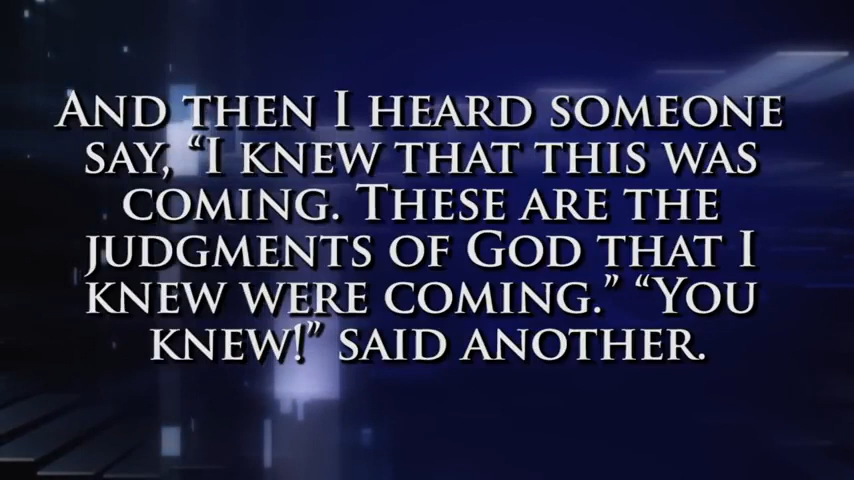 And then I heard someone
say, “I knew that this was
coming. These are the
judgments of God that I
knew were coming.” “You
knew!” said another.